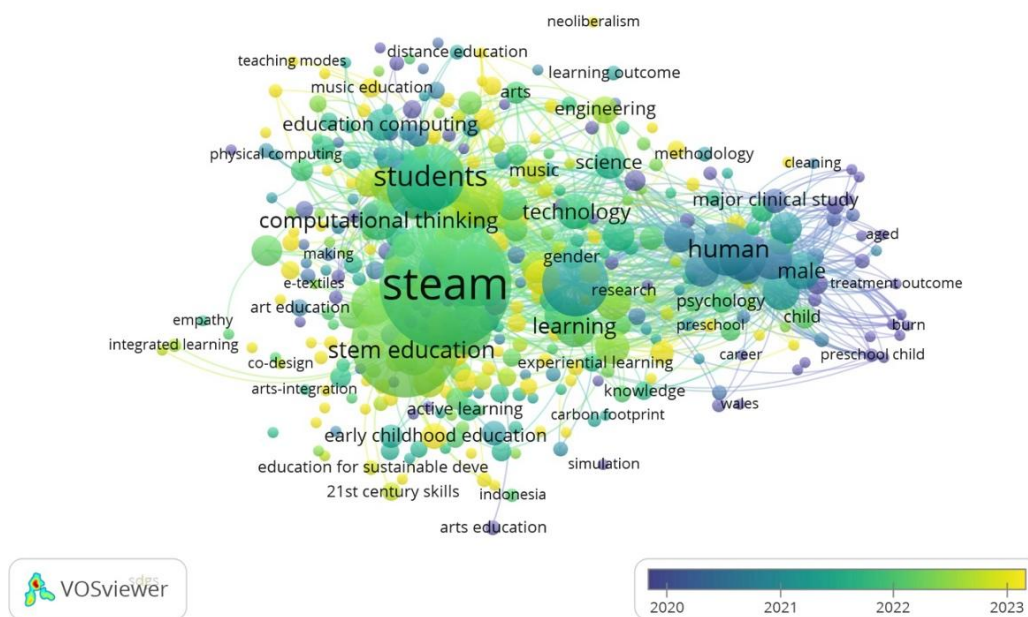 neoliberalism
distance education
teaching modes
learning outcome
music education
arts
engineering
education computing
physical computing
science
methodology
cleaning
music
students
major clinical study
computational thinking
technology
aged
making
gender
human
male
steam
e-textiles
research
treatment outcome
art education
psychology
child
empathy
learning
preschool
burn
integrated learning
stem education
career
preschool child
co-design
experiential learning
arts-integration
knowledge
wales
active learning
carbon footprint
early childhood education
education for sustainable deve
simulation
21st century skills
indonesia
arts education
sdgs
VOSviewer
2020
2021
2022
2023